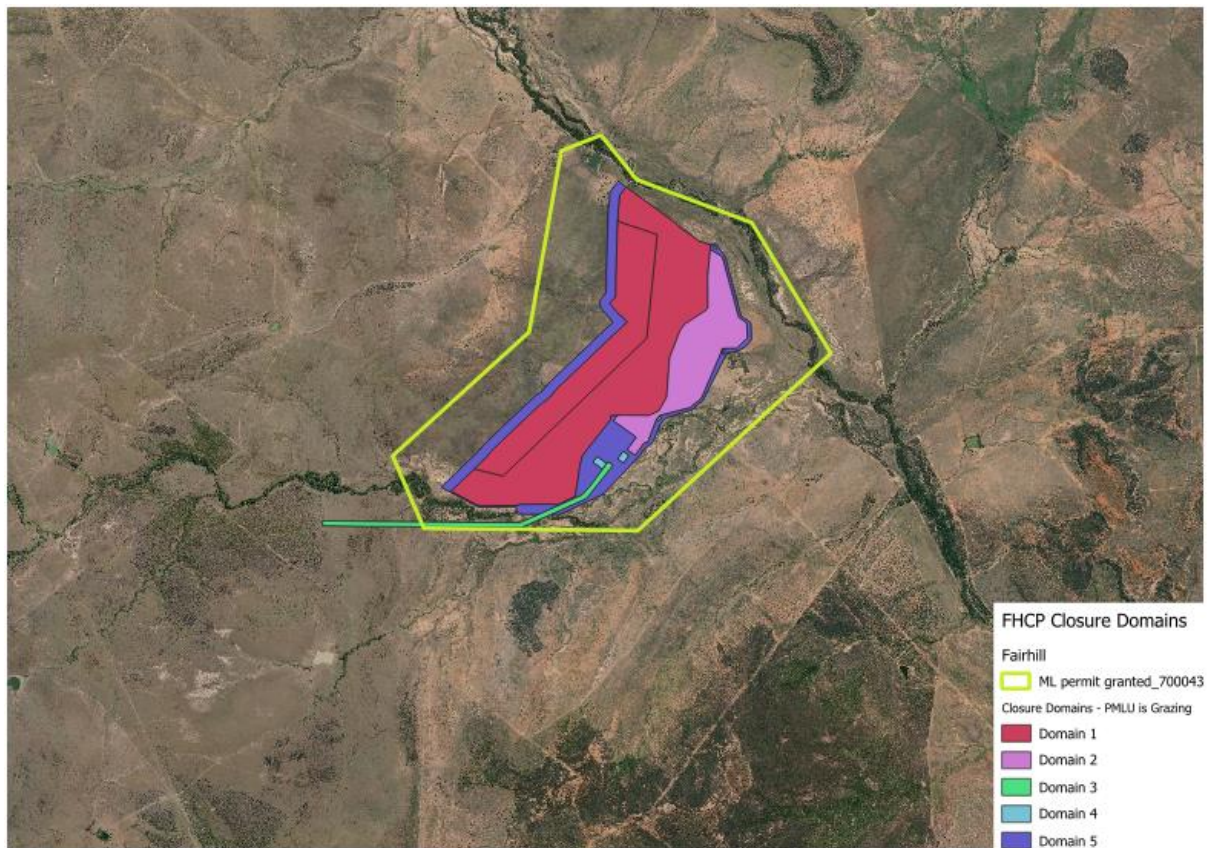 FHCP Closure Domains
Fairhill
ML permit granted_700043
Closure Domains - PMLU is Grazing
Domain 1
Domain 2
Domain 3
Domain 4
Domain 5